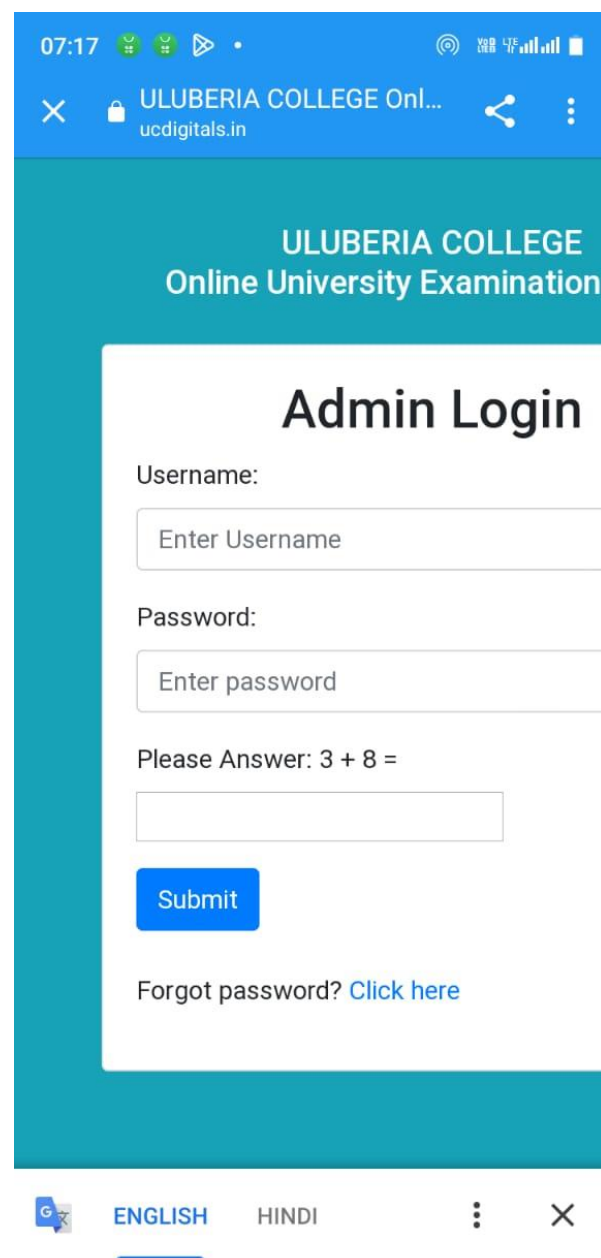 07:17
ULUBERIA COLLEGE Onl...
ucdigitals.in
ULUBERIA COLLEGE
Online University Examination
Admin Login
Username:
Enter Username
Password:
Enter password
Please Answer: 3 + 8 =
Submit
Forgot password? Click here
ENGLISH HINDI